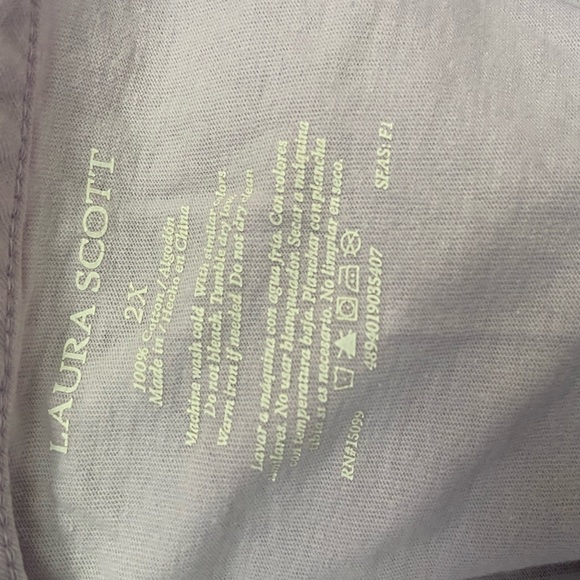 LAURA SCOTT
2X
100% Cotton / Algodón
Made in / Hecho en China
Machine wash cold With similar colors
Do not bleach. Tumble dry low.
Warm iron if needed Do not dry clean
Lavar a máquina con agua fría. Con colores
similares. No usar blanqueador. Secar a máquina
con temperatura baja. Planchar con plancha
tibia si es necesario. No limpiar en seco.
RN#15099
4894019055407
SEAS: F1